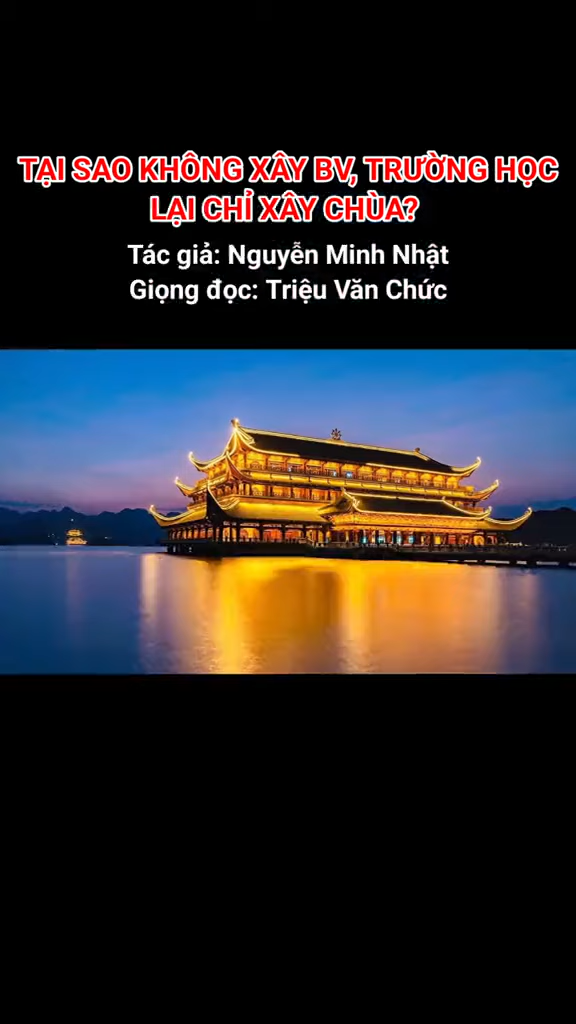 TẠI SAO KHÔNG XÂY BV, TRƯỜNG HỌC
LẠI CHỈ XÂY CHÙA?
Tác giả: Nguyễn Minh Nhật
Giọng đọc: Triệu Văn Chức